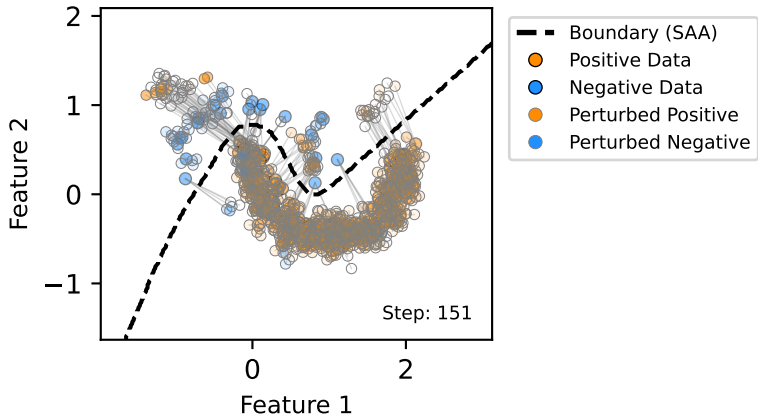 Boundary (SAA)
Positive Data
Negative Data
Perturbed Positive
Perturbed Negative
2
1
0
−1
Feature 2
Step: 151
0
2
Feature 1